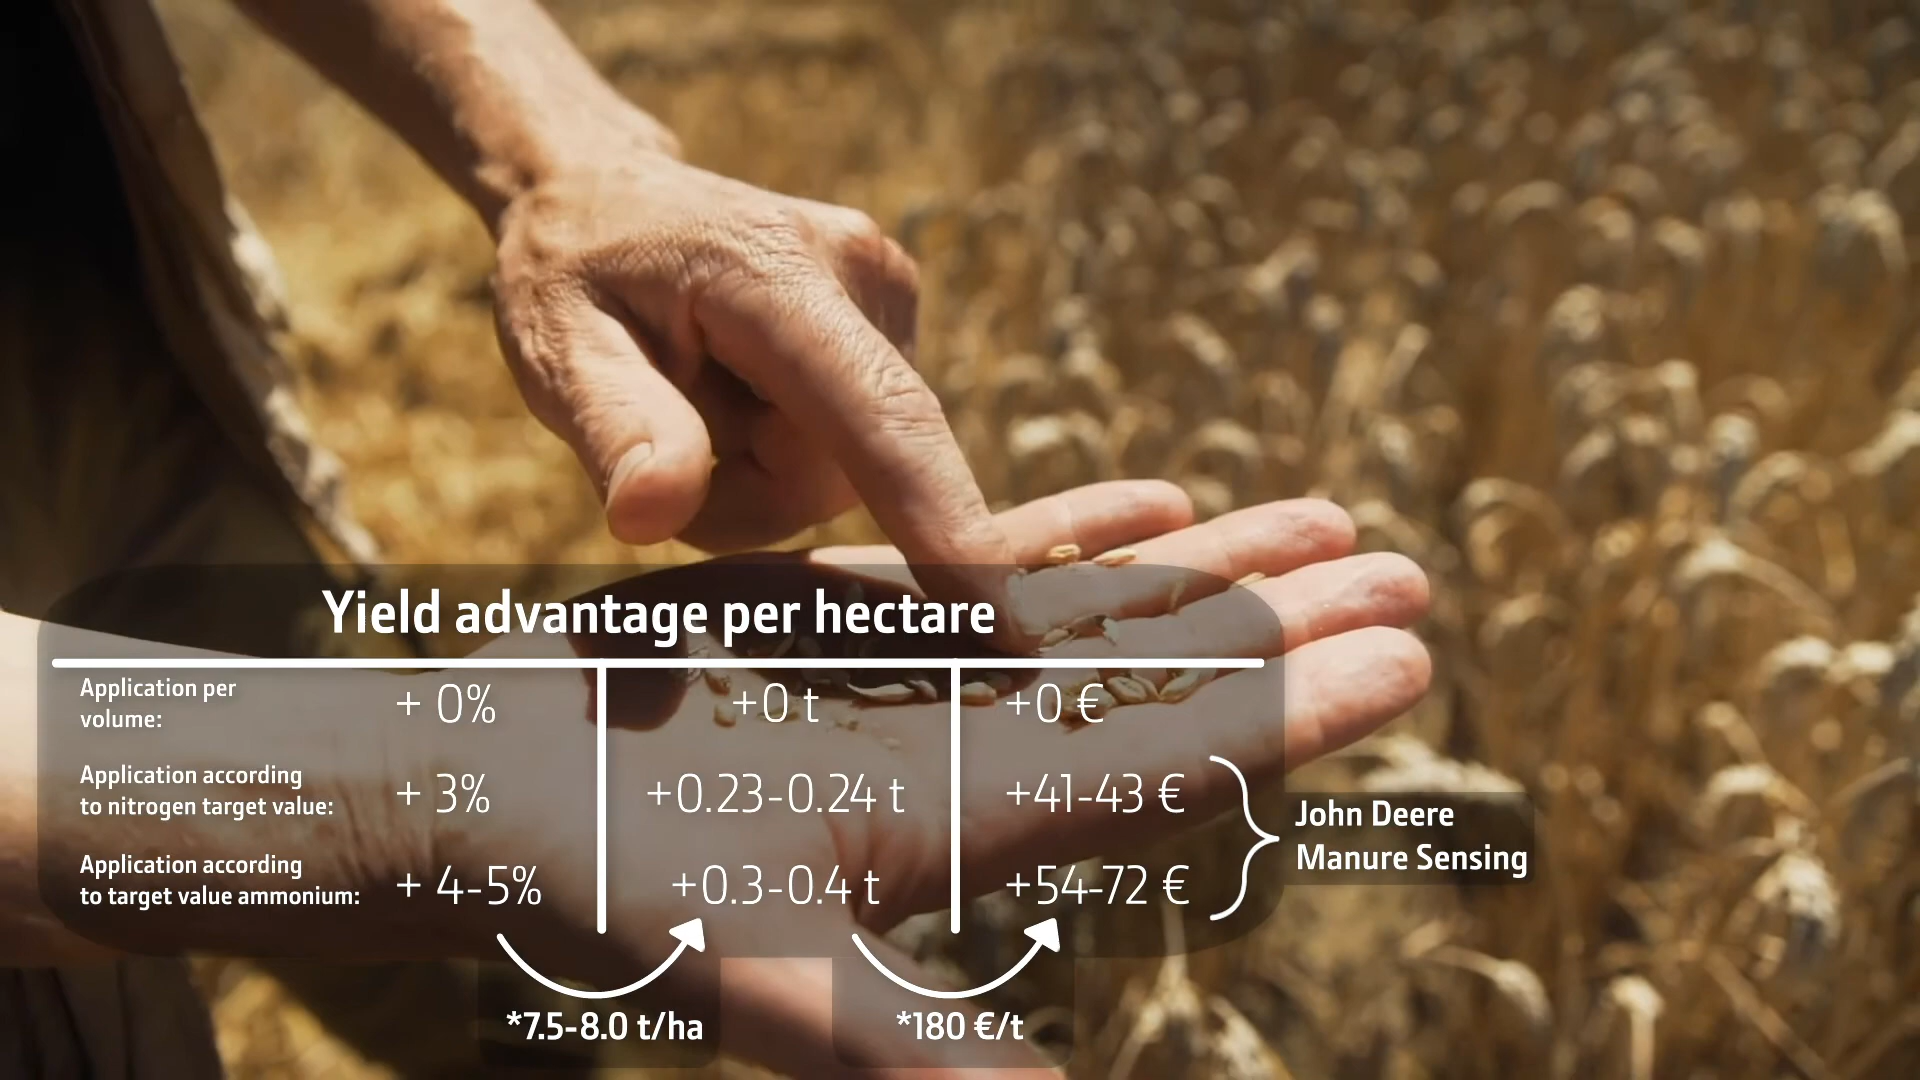 Yield advantage per hectare
Application per
volume:
+ 0%
+0 t
+0 €
Application according
to nitrogen target value:
+ 3%
+0.23-0.24 t
+41-43 €
Application according
to target value ammonium:
+ 4-5%
+0.3-0.4 t
+54-72 €
John Deere
Manure Sensing
*7.5-8.0 t/ha
*180 €/t